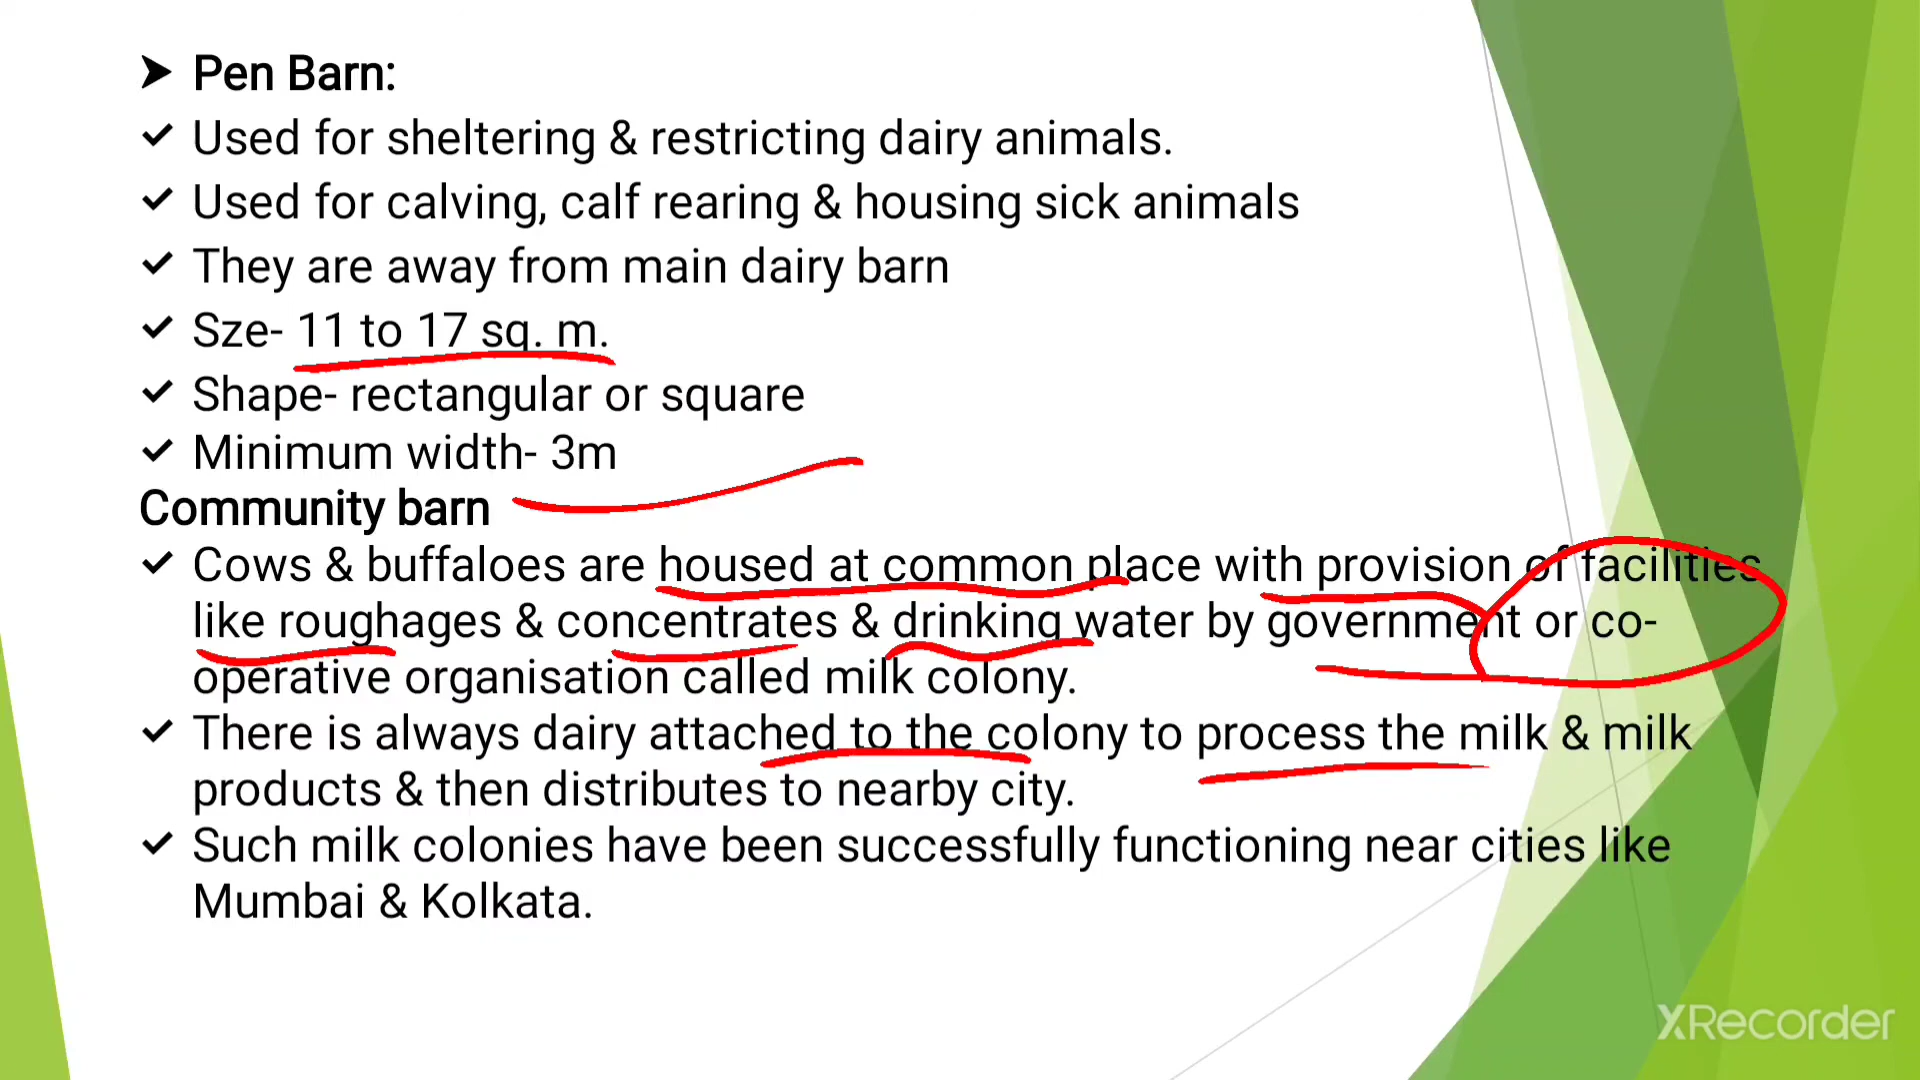 ➤ Pen Barn:
✓ Used for sheltering & restricting dairy animals.
✓ Used for calving, calf rearing & housing sick animals
✓ They are away from main dairy barn
✓ Sze- 11 to 17 sq. m.
✓ Shape- rectangular or square
✓ Minimum width- 3m
Community barn
✓ Cows & buffaloes are housed at common place with provision of facilities
like roughages & concentrates & drinking water by government or co-
operative organisation called milk colony.
✓ There is always dairy attached to the colony to process the milk & milk
products & then distributes to nearby city.
✓ Such milk colonies have been successfully functioning near cities like
Mumbai & Kolkata.
XRecorder